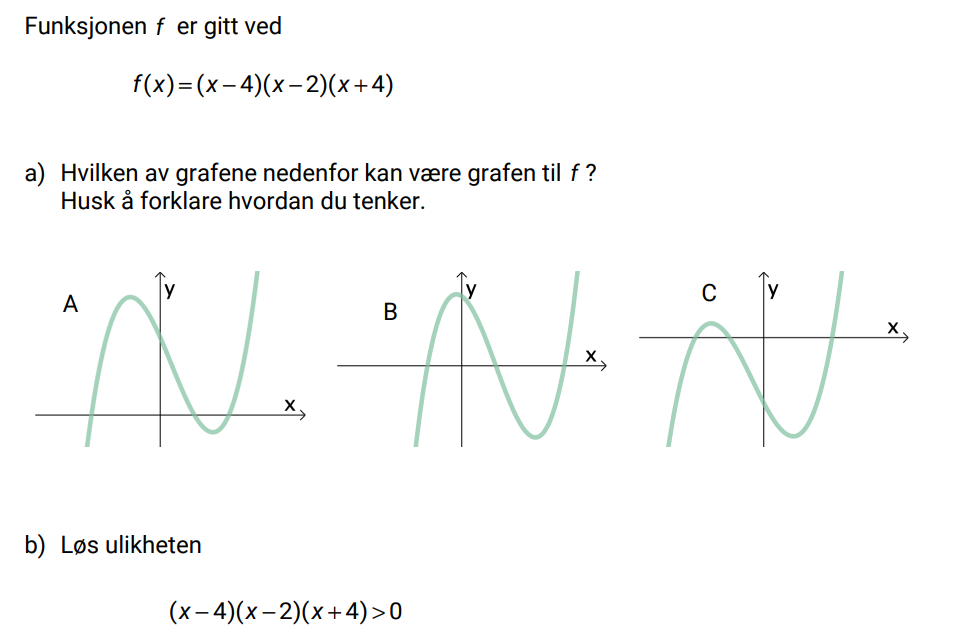 Funksjonen f er gitt ved
f(x)=(x−4)(x−2)(x+4)
a) Hvilken av grafene nedenfor kan være grafen til f ?
Husk å forklare hvordan du tenker.
A
y
x
B
y
x
C
y
x
b) Løs ulikheten
(x−4)(x−2)(x+4)>0